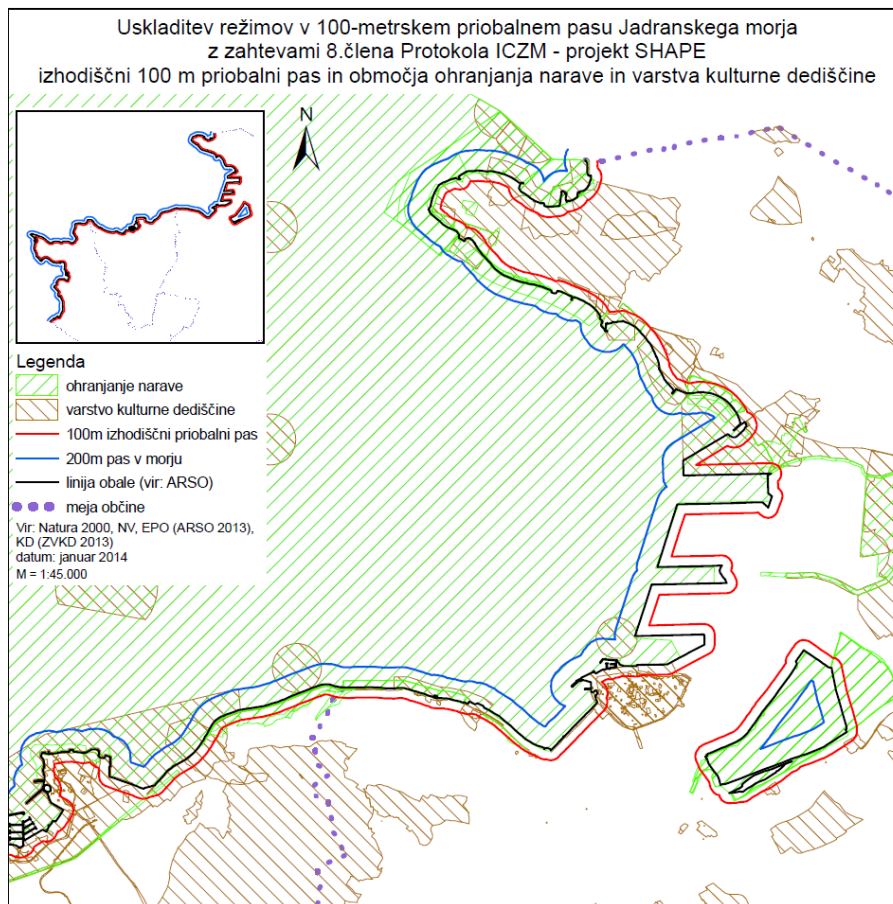 Uskladitev režimov v 100-metrskem priobalnem pasu Jadranskega morja
z zahtevami 8.člena Protokola ICZM - projekt SHAPE
izhodiščni 100 m priobalni pas in območja ohranjanja narave in varstva kulturne dediščine
N
Legenda
ohranjanje narave
varstvo kulturne dediščine
100m izhodiščni priobalni pas
200m pas v morju
linija obale (vir: ARSO)
meja občine
Vir: Natura 2000, NV, EPO (ARSO 2013),
KD (ZVKD 2013)
datum: januar 2014
M = 1:45.000